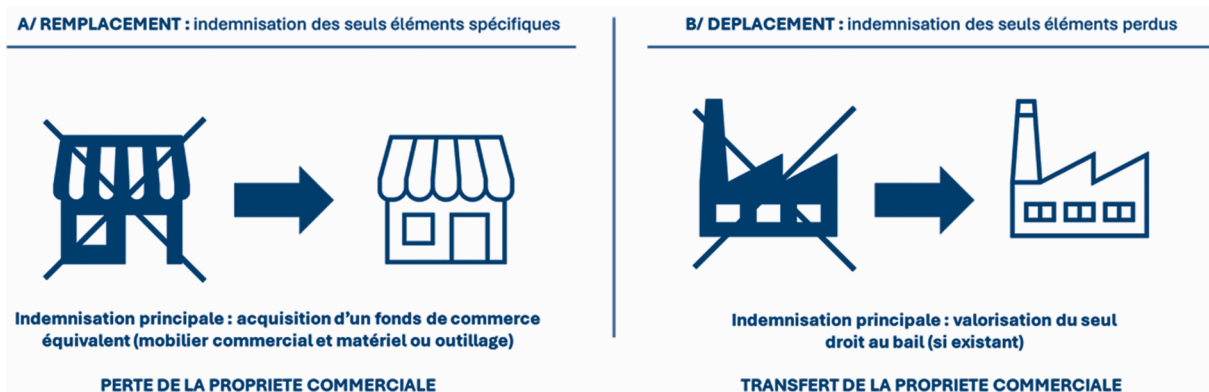 A/ REMPLACEMENT : indemnisation des seuls éléments spécifiques
Indemnisation principale : acquisition d'un fonds de commerce
équivalent (mobilier commercial et matériel ou outillage)
PERTE DE LA PROPRIETE COMMERCIALE
B/ DEPLACEMENT : indemnisation des seuls éléments perdus
Indemnisation principale : valorisation du seul
droit au bail (si existant)
TRANSFERT DE LA PROPRIETE COMMERCIALE